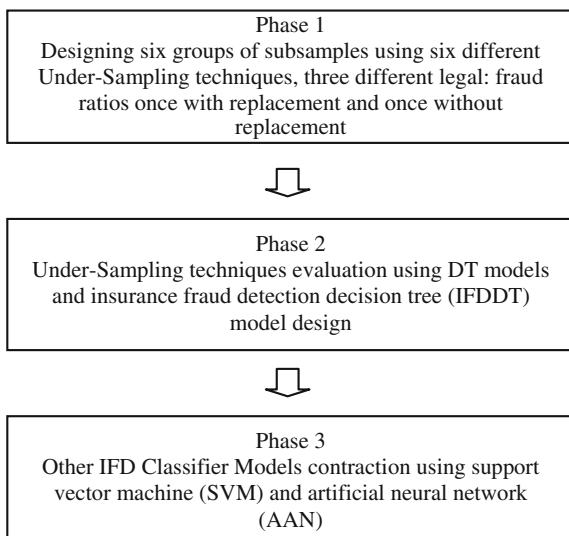 Phase 1
Designing six groups of subsamples using six different
Under-Sampling techniques, three different legal: fraud
ratios once with replacement and once without
replacement
Phase 2
Under-Sampling techniques evaluation using DT models
and insurance fraud detection decision tree (IFDDT)
model design
Phase 3
Other IFD Classifier Models contraction using support
vector machine (SVM) and artificial neural network
(AAN)